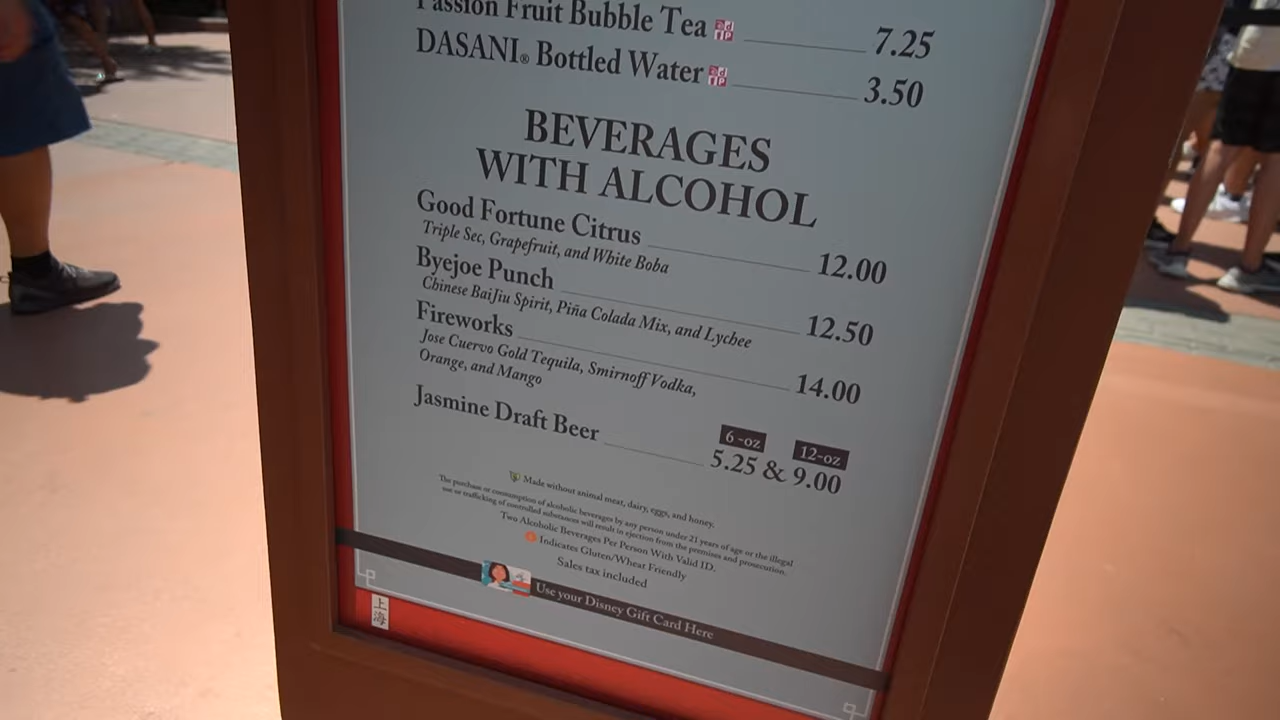 Passion Fruit Bubble Tea adrp 7.25
DASANI® Bottled Water adrp 3.50
BEVERAGES
WITH ALCOHOL
Good Fortune Citrus 12.00
Triple Sec, Grapefruit, and White Boba
Byejoe Punch 12.50
Chinese BaiJiu Spirit, Piña Colada Mix, and Lychee
Fireworks 14.00
Jose Cuervo Gold Tequila, Smirnoff Vodka,
Orange, and Mango
6-oz 12-oz
Jasmine Draft Beer 5.25 & 9.00
Made without animal meat, dairy, eggs, and honey.
The purchase or consumption of alcoholic beverages by any person under 21 years of age or the illegal
use or trafficking of controlled substances will result in ejection from the premises and prosecution.
Two Alcoholic Beverages Per Person With Valid ID.
Indicates Gluten/Wheat Friendly
Sales tax included
Use your Disney Gift Card Here
上海